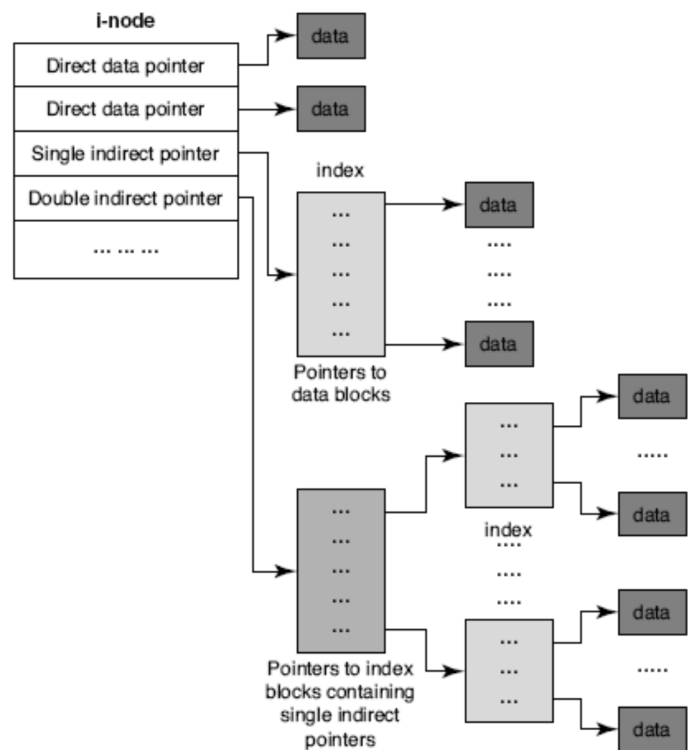 i-node
Direct data pointer
Direct data pointer
Single indirect pointer
Double indirect pointer
... ... ...
data
data
index
...
...
...
...
...
Pointers to
data blocks
data
....
....
....
data
...
...
...
...
...
Pointers to index
blocks containing
single indirect
pointers
...
...
...
index
....
....
....
...
...
...
data
.....
data
data
.....
data